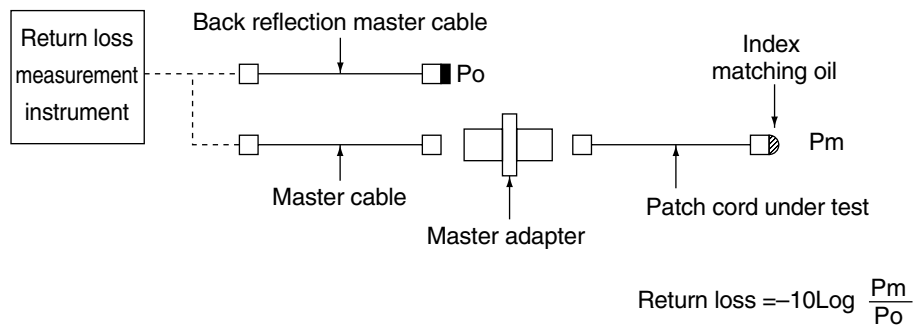 Return loss
measurement
instrument
Back reflection master cable
Po
Index
matching oil
Pm
Master cable
Master adapter
Patch cord under test
Return loss =–10Log Pm
Po